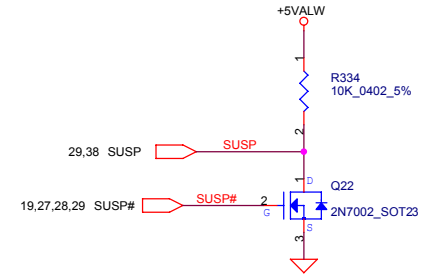 +5VALW
1
R334
10K_0402_5%
2
29,38 SUSP
SUSP
1
D
Q22
19,27,28,29 SUSP#
SUSP#
2
G
2N7002_SOT23
S
3